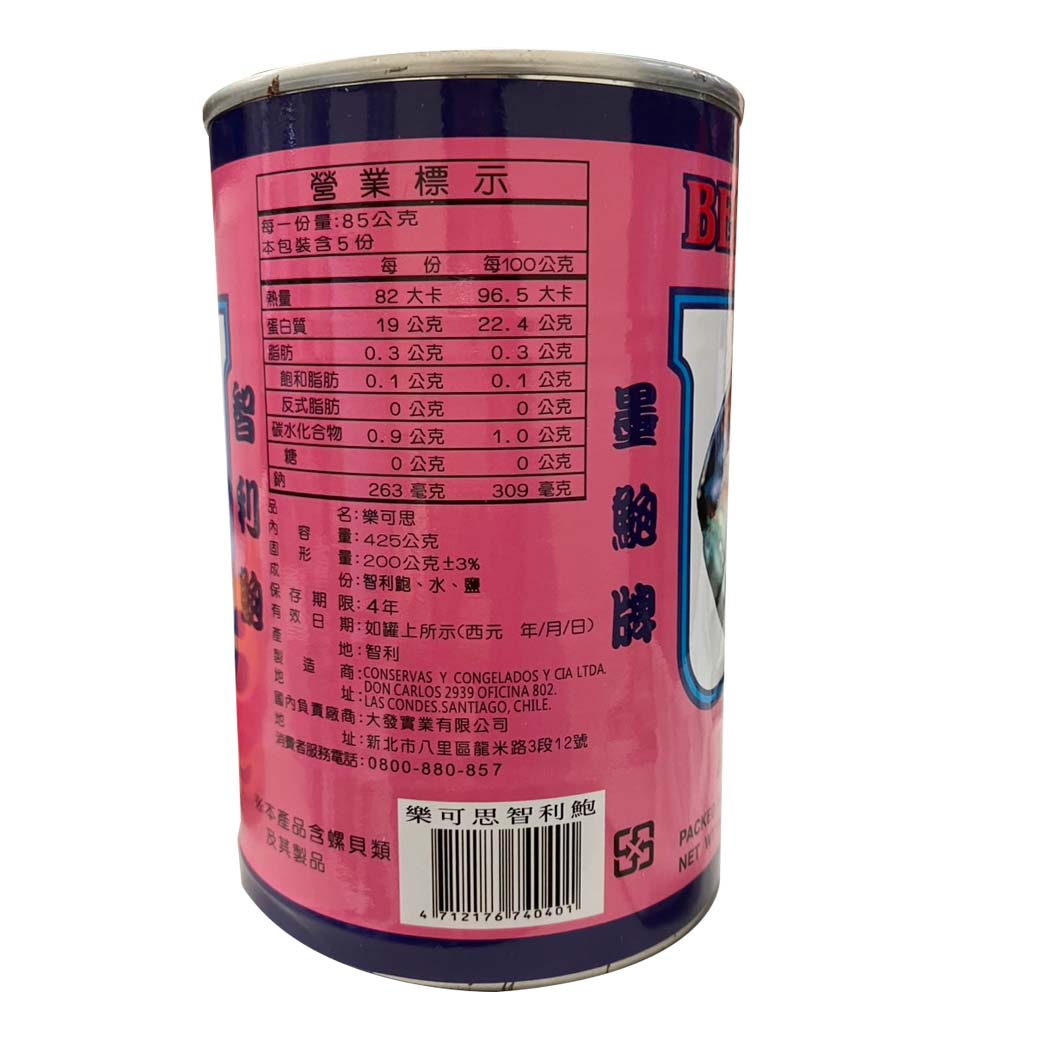 營業標示
每一份量:85公克
本包裝含5份
每 份 每100公克
熱量 82 大卡 96.5 大卡
蛋白質 19 公克 22.4 公克
脂肪 0.3 公克 0.3 公克
飽和脂肪 0.1 公克 0.1 公克
反式脂肪 0 公克 0 公克
碳水化合物 0.9 公克 1.0 公克
糖 0 公克 0 公克
鈉 263 毫克 309 毫克
品名:樂可思
內容量:425公克
固形量:200公克±3%
成份:智利鮑、水、鹽
保存期限:4年
有效日期:如罐上所示(西元 年/月/日)
產地:智利
製造商:CONSERVAS Y CONGELADOS Y CIA LTDA.
地址:DON CARLOS 2939 OFICINA 802.
LAS CONDES.SANTIAGO, CHILE.
國內負責廠商:大發實業有限公司
地址:新北市八里區龍米路3段12號
消費者服務電話:0800-880-857
※本產品含螺貝類
及其製品
樂可思智利鮑
4 712176 740401
智利鮑
墨鮑牌
BE
PACKE
NET W